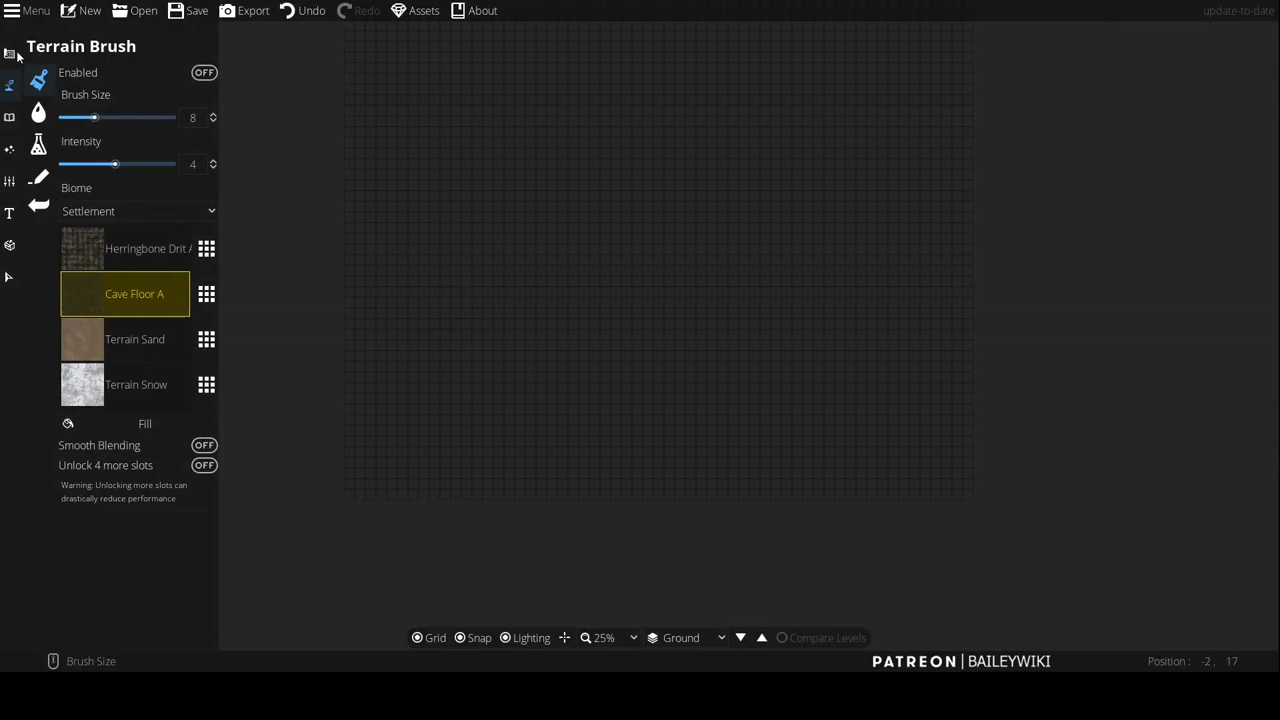 Menu New Open Save Export Undo Redo Assets About update-to-date
Terrain Brush
Enabled OFF
Brush Size
8
Intensity
4
Biome
Settlement
Herringbone Drit A
Cave Floor A
Terrain Sand
Terrain Snow
Fill
Smooth Blending OFF
Unlock 4 more slots OFF
Warning: Unlocking more slots can
drastically reduce performance
Grid Snap Lighting 25% Ground Compare Levels
Brush Size PATREON | BAILEYWIKI Position : -2 , 17